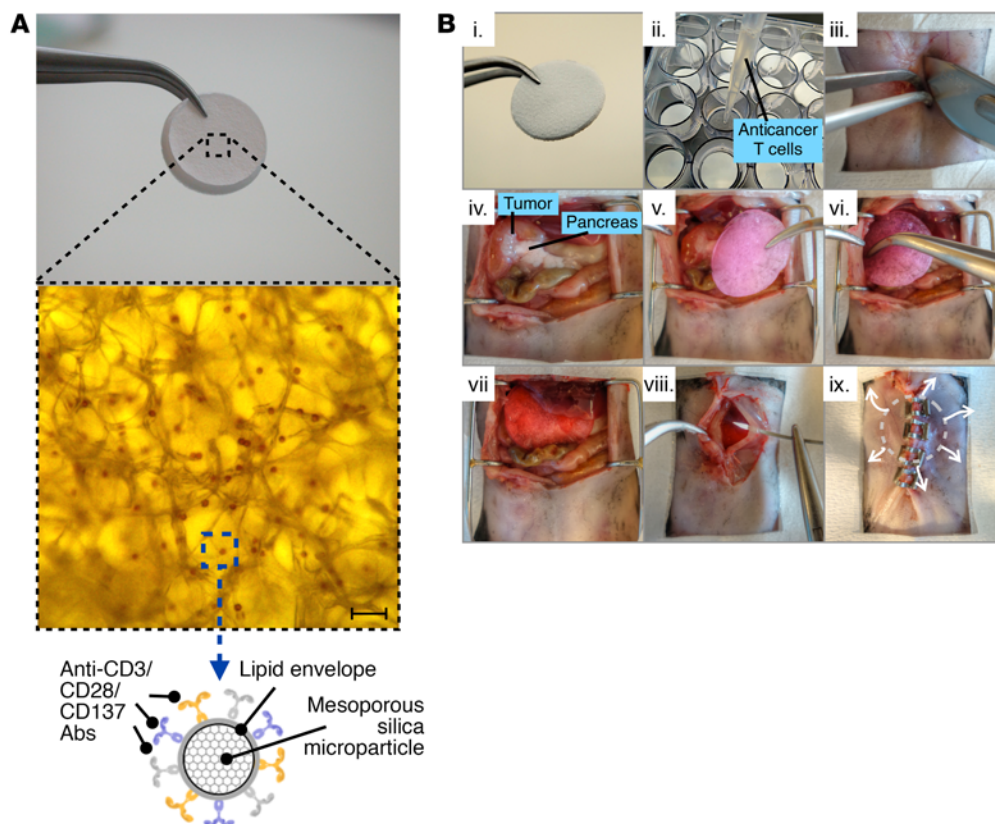 A
Anti-CD3/
CD28/
CD137
Abs
Lipid envelope
Mesoporous
silica
microparticle
B
i.
ii.
Anticancer
T cells
iii.
iv.
Tumor
Pancreas
v.
vi.
vii
viii.
ix.